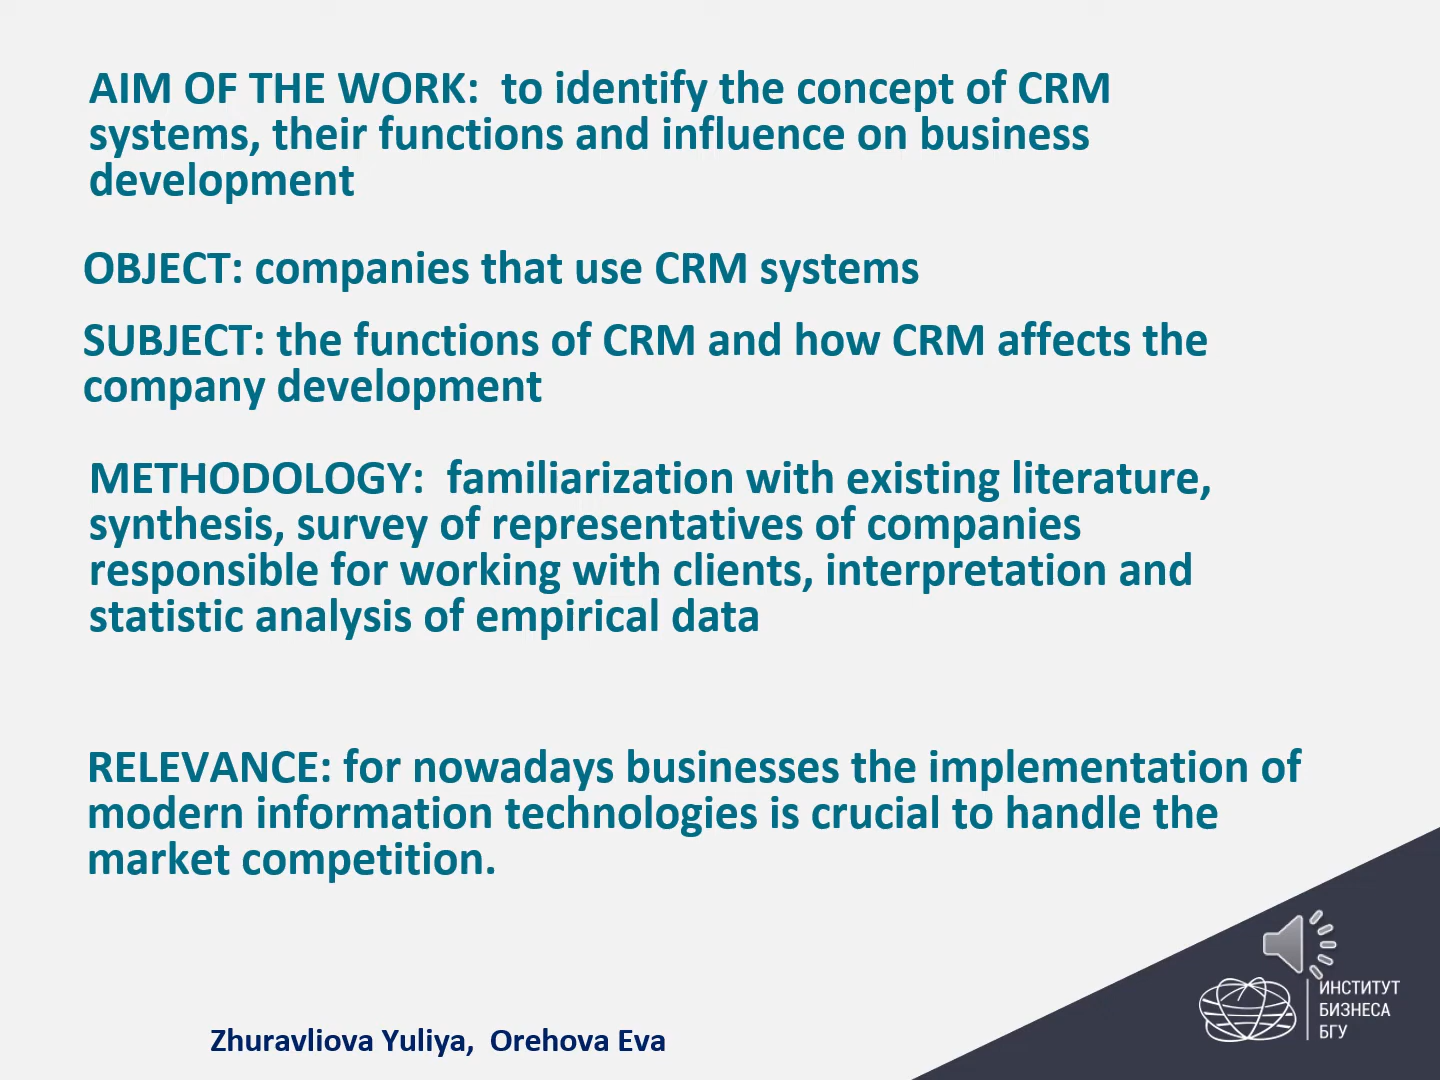 AIM OF THE WORK:  to identify the concept of CRM
systems, their functions and influence on business
development
OBJECT: companies that use CRM systems
SUBJECT: the functions of CRM and how CRM affects the
company development
METHODOLOGY:  familiarization with existing literature,
synthesis, survey of representatives of companies
responsible for working with clients, interpretation and
statistic analysis of empirical data
RELEVANCE: for nowadays businesses the implementation of
modern information technologies is crucial to handle the
market competition.
ИНСТИТУТ
БИЗНЕСА
БГУ
Zhuravliova Yuliya,  Orehova Eva